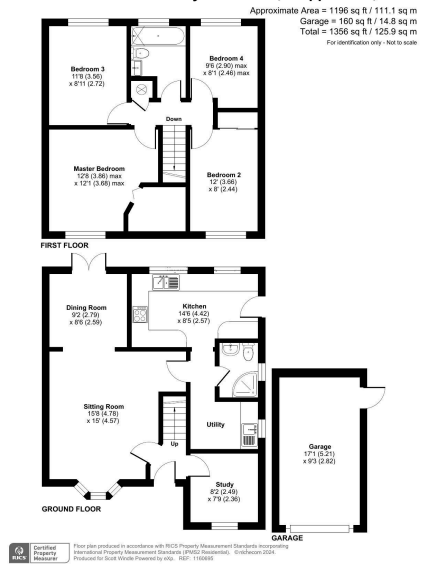 Approximate Area = 1196 sq ft / 111.1 sq m
Garage = 160 sq ft / 14.8 sq m
Total = 1356 sq ft / 125.9 sq m
For identification only - Not to scale
Bedroom 3
11'8 (3.56)
x 8'11 (2.72)
Bedroom 4
9'6 (2.90) max
x 8'1 (2.46) max
Down
Master Bedroom
12'8 (3.86) max
x 12'1 (3.68) max
Bedroom 2
12' (3.66)
x 8' (2.44)
FIRST FLOOR
Dining Room
9'2 (2.79)
x 8'6 (2.59)
Kitchen
14'6 (4.42)
x 8'5 (2.57)
Sitting Room
15'8 (4.78)
x 15' (4.57)
Utility
Up
Study
8'2 (2.49)
x 7'9 (2.36)
Garage
17'1 (5.21)
x 9'3 (2.82)
GROUND FLOOR
GARAGE
RICS
Certified
Property
Measurer
Floor plan produced in accordance with RICS Property Measurement Standards incorporating
International Property Measurement Standards (IPMS2 Residential). ©nichecom 2024.
Produced for Scott Windle Powered by eXp. REF: 1160695